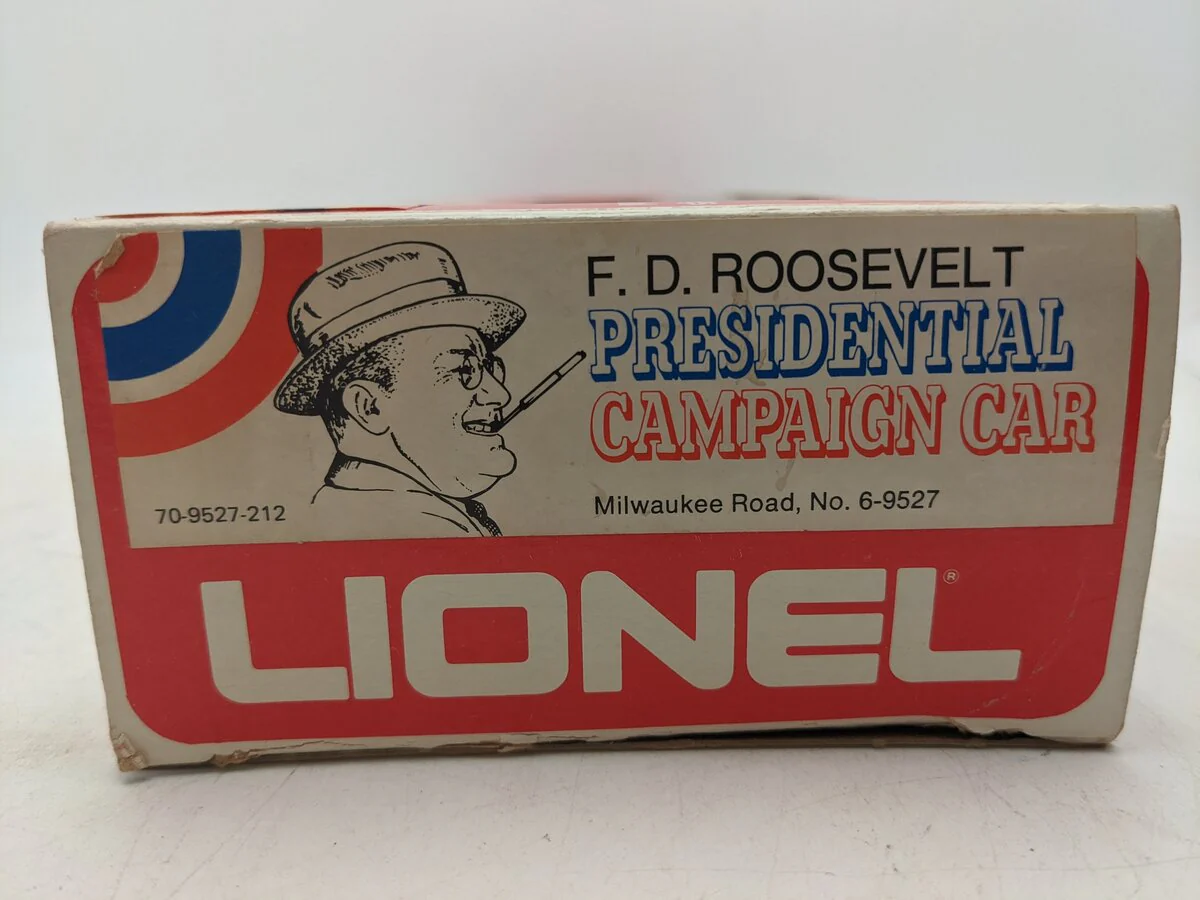 F. D. ROOSEVELT
PRESIDENTIAL
CAMPAIGN CAR
Milwaukee Road, No. 6-9527
70-9527-212
LIONEL®